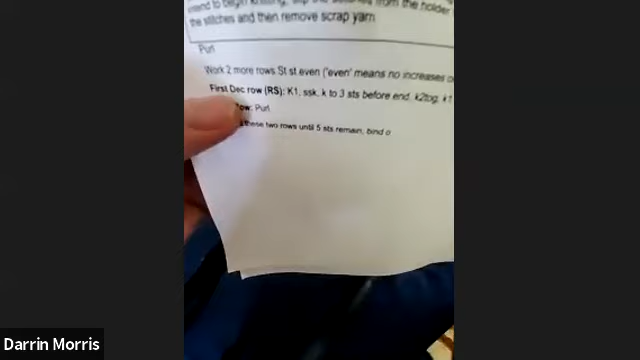 the stitches and then remove scrap yarn
Purl
Work 2 more rows St st even ('even' means no increases
First Dec row (RS): K1, ssk, k to 3 sts before end, k2tog, k1
Purl
these two rows until 5 sts remain, bind o
Darrin Morris